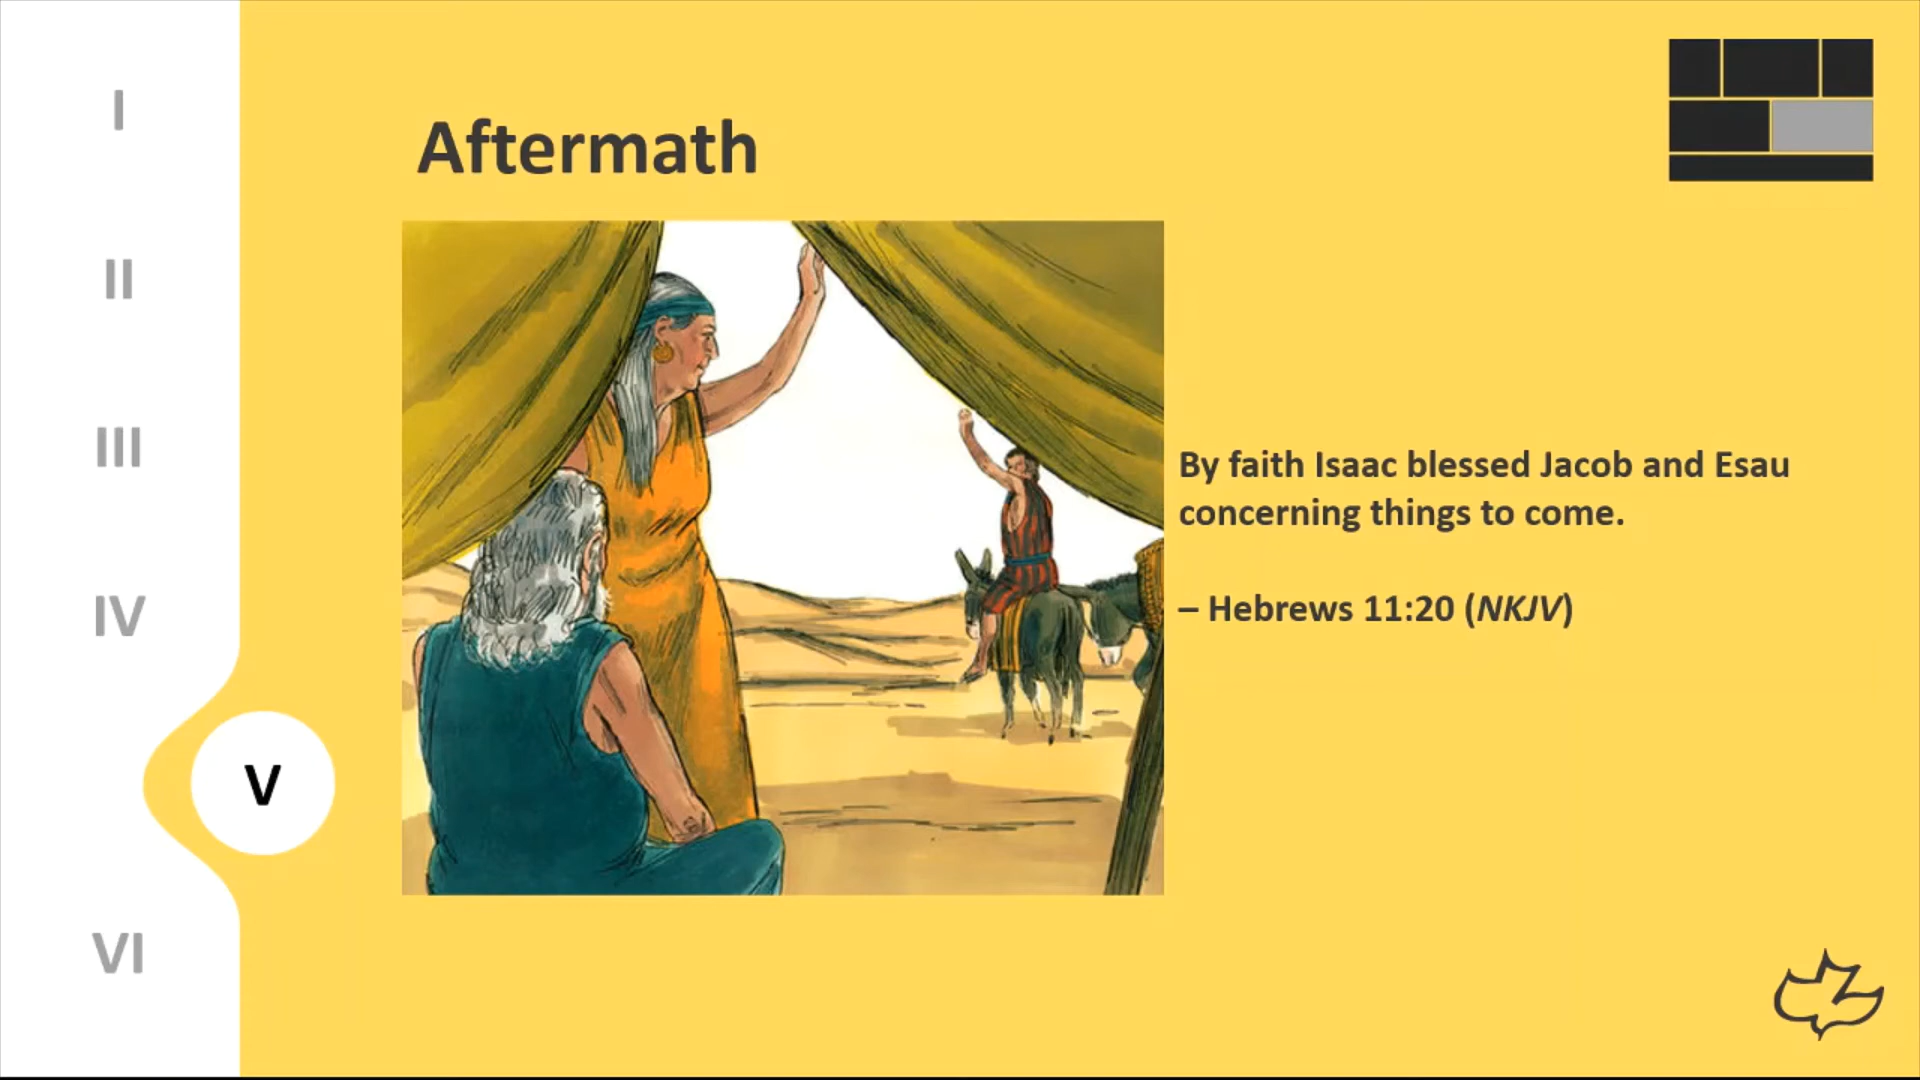 I
II
III
IV
V
VI
Aftermath
By faith Isaac blessed Jacob and Esau
concerning things to come.
– Hebrews 11:20 (NKJV)